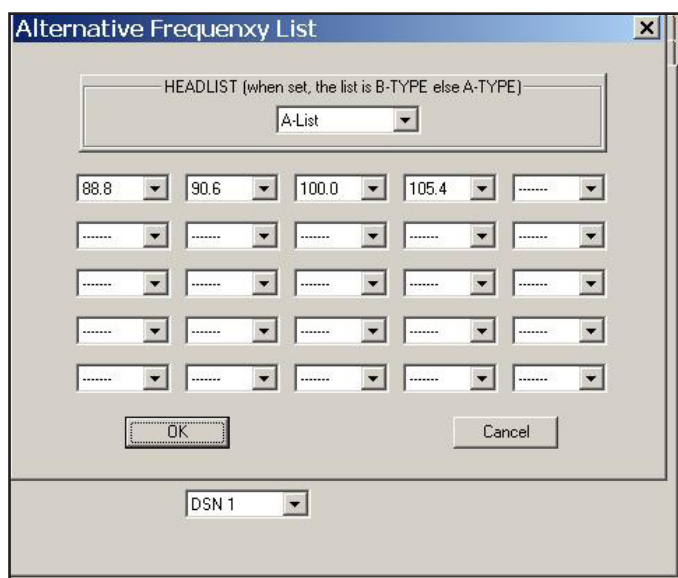 Alternative Frequenxy List
HEADLIST (when set, the list is B-TYPE else A-TYPE)
A-List
88.8 90.6 100.0 105.4 ------
------ ------ ------ ------ ------
------ ------ ------ ------ ------
------ ------ ------ ------ ------
------ ------ ------ ------ ------
OK Cancel
DSN 1